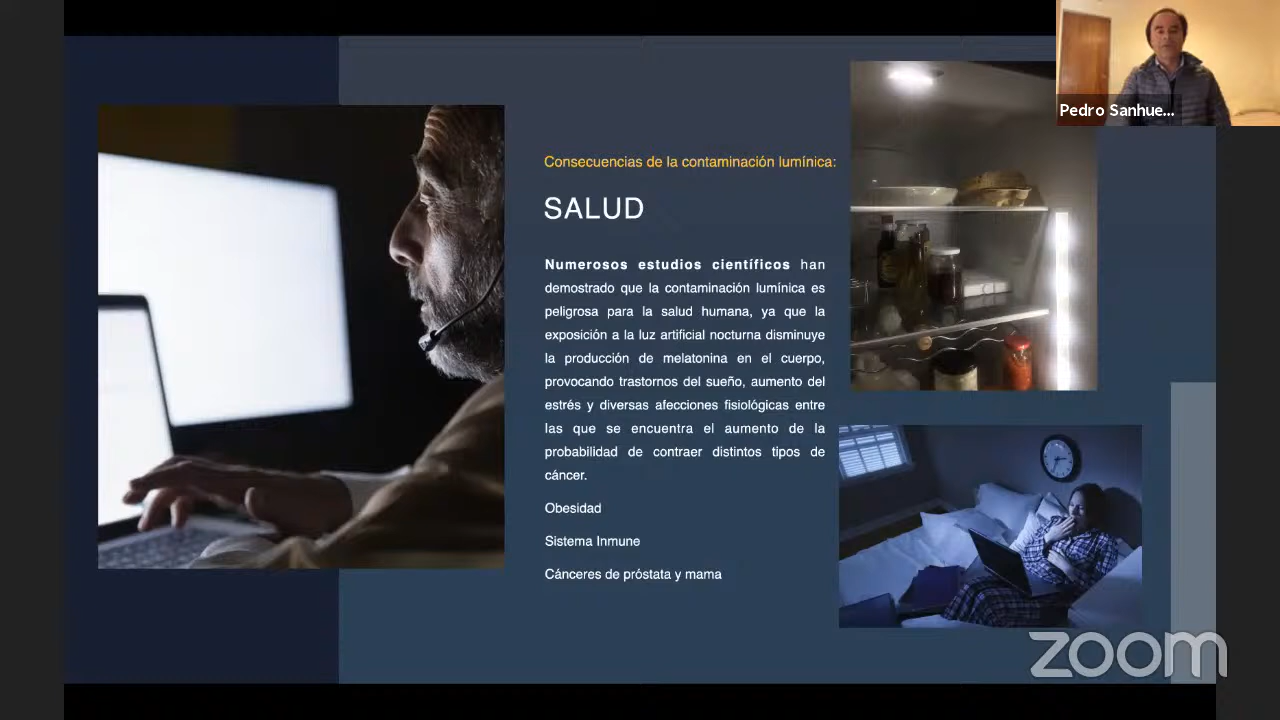 Pedro Sanhue...
Consecuencias de la contaminación lumínica:
SALUD
Numerosos estudios científicos han
demostrado que la contaminación lumínica es
peligrosa para la salud humana, ya que la
exposición a la luz artificial nocturna disminuye
la producción de melatonina en el cuerpo,
provocando trastornos del sueño, aumento del
estrés y diversas afecciones fisiológicas entre
las que se encuentra el aumento de la
probabilidad de contraer distintos tipos de
cáncer.
Obesidad
Sistema Inmune
Cánceres de próstata y mama
zoom